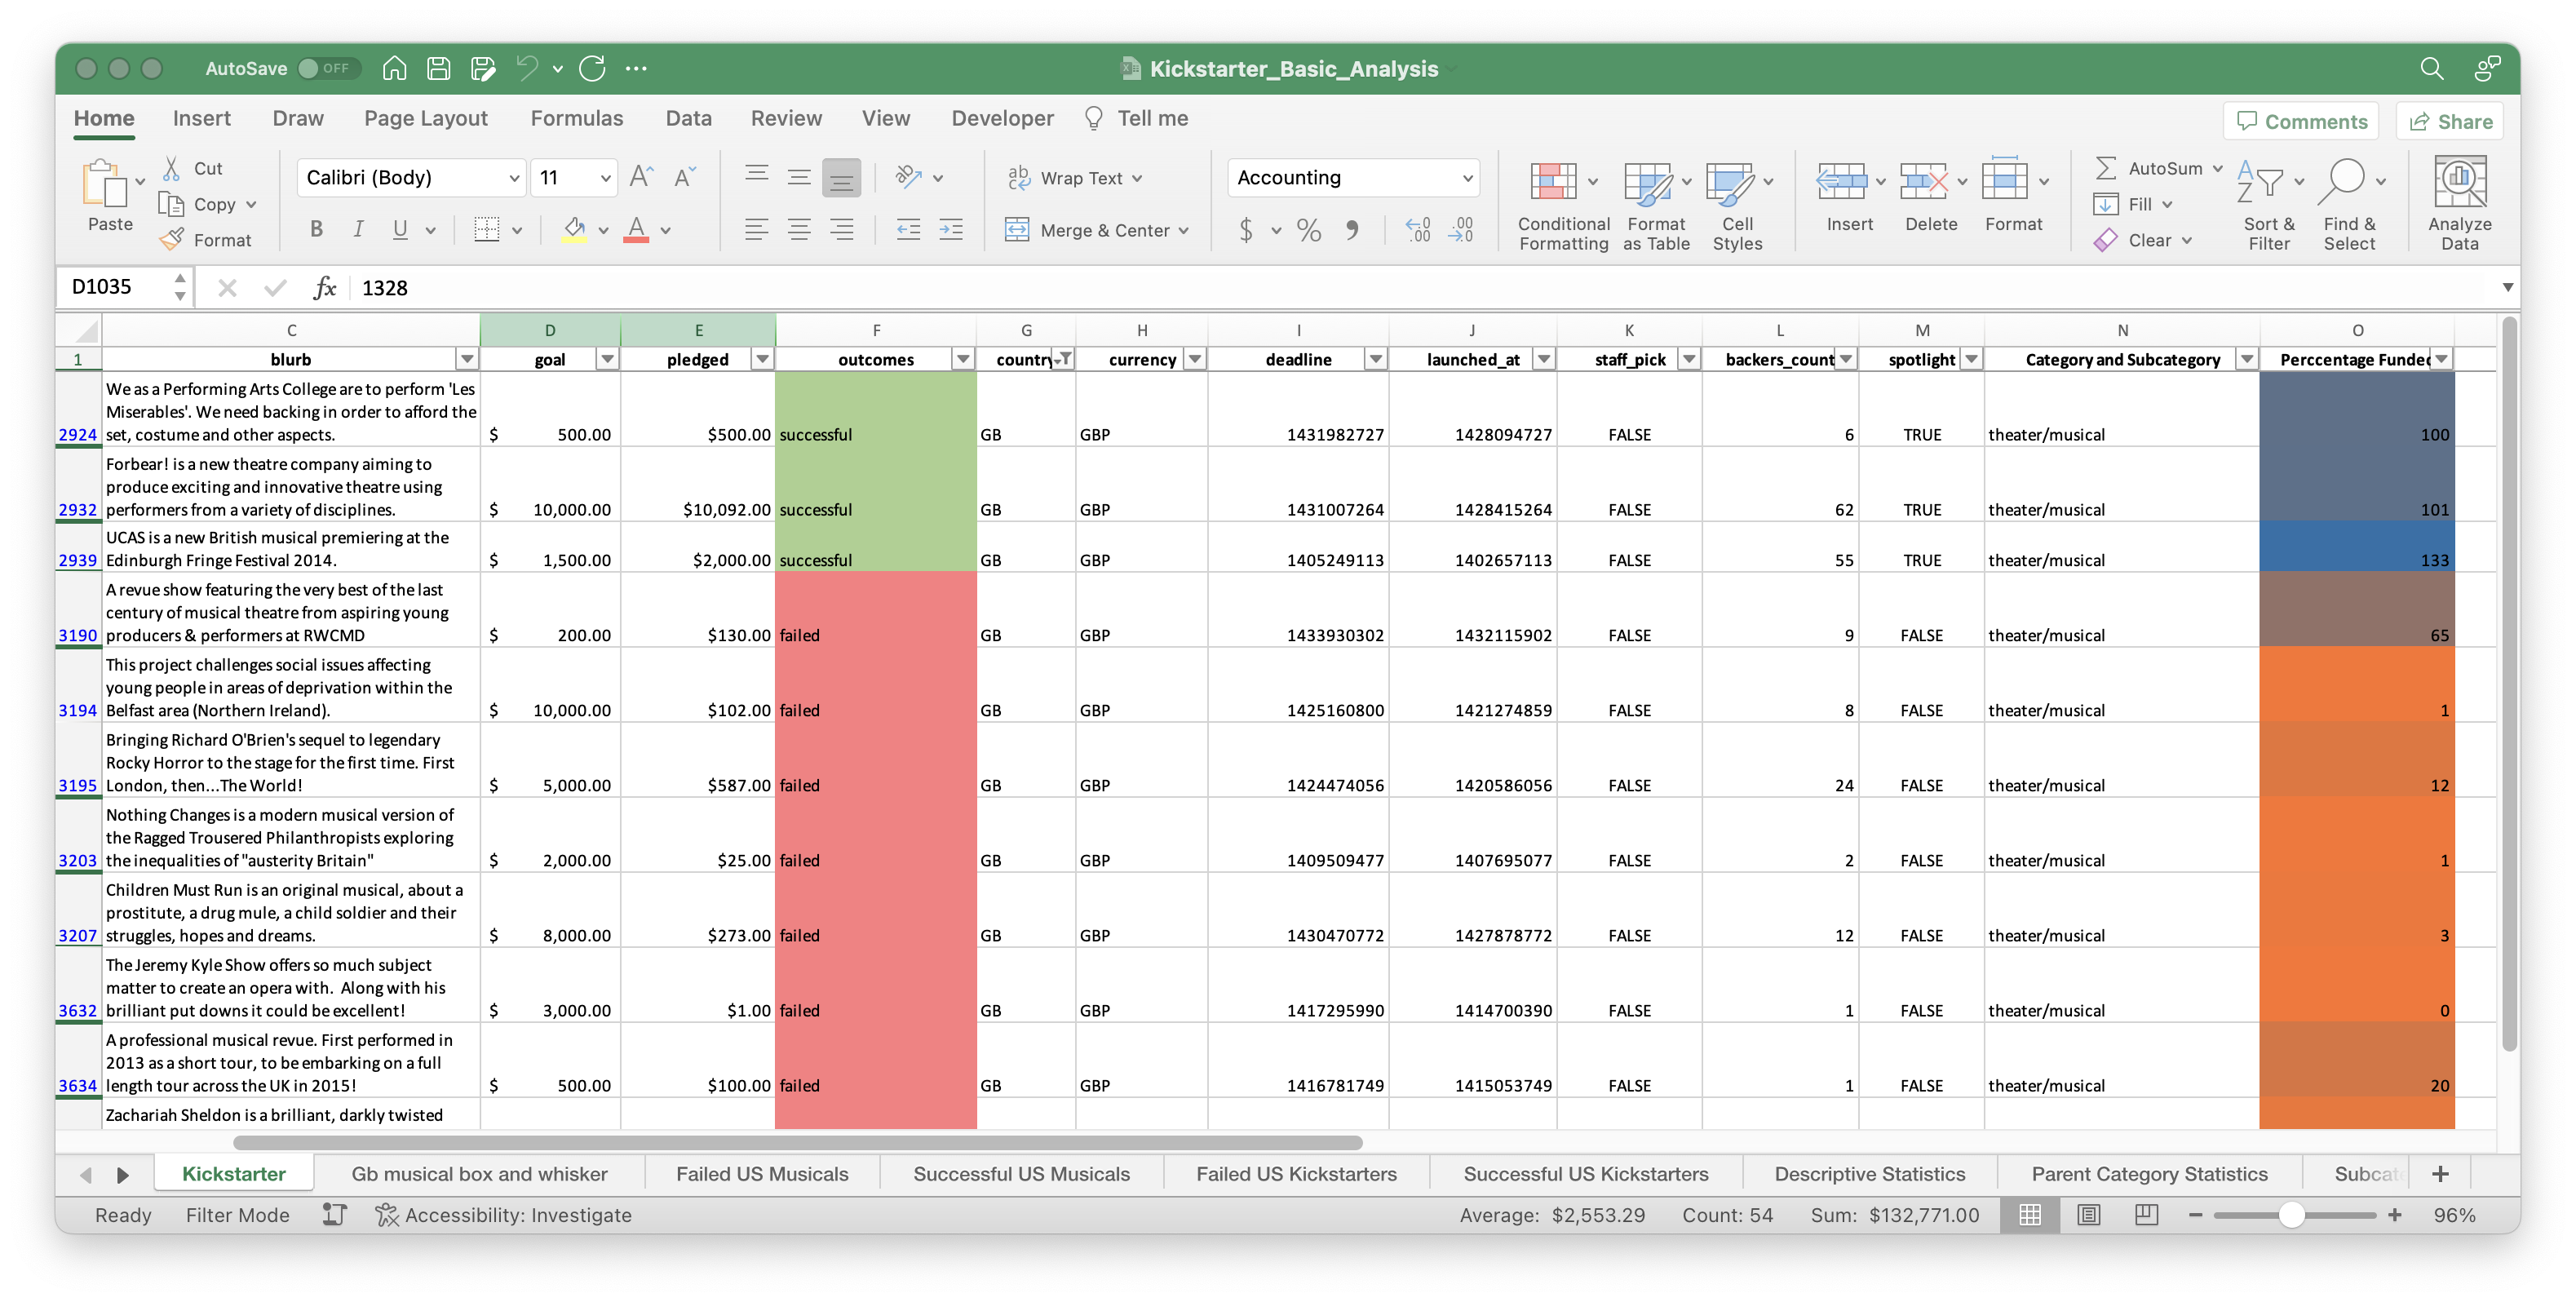 AutoSave OFF Kickstarter_Basic_Analysis
Home Insert Draw Page Layout Formulas Data Review View Developer Tell me Comments Share
Paste Cut Copy Format
Calibri (Body) 11
B I U
Wrap Text
Merge & Center
Accounting
$ %
Conditional Formatting
Format as Table
Cell Styles
Insert Delete Format
AutoSum
Fill
Clear
Sort & Filter
Find & Select
Analyze Data
D1035 fx 1328
C D E F G H I J K L M N O
1 blurb goal pledged outcomes country currency deadline launched_at staff_pick backers_count spotlight Category and Subcategory Perccentage Funded
We as a Performing Arts College are to perform 'Les
Miserables'. We need backing in order to afford the
2924 set, costume and other aspects. $ 500.00 $500.00 successful GB GBP 1431982727 1428094727 FALSE 6 TRUE theater/musical 100
Forbear! is a new theatre company aiming to
produce exciting and innovative theatre using
2932 performers from a variety of disciplines. $ 10,000.00 $10,092.00 successful GB GBP 1431007264 1428415264 FALSE 62 TRUE theater/musical 101
UCAS is a new British musical premiering at the
2939 Edinburgh Fringe Festival 2014. $ 1,500.00 $2,000.00 successful GB GBP 1405249113 1402657113 FALSE 55 TRUE theater/musical 133
A revue show featuring the very best of the last
century of musical theatre from aspiring young
3190 producers & performers at RWCMD $ 200.00 $130.00 failed GB GBP 1433930302 1432115902 FALSE 9 FALSE theater/musical 65
This project challenges social issues affecting
young people in areas of deprivation within the
3194 Belfast area (Northern Ireland). $ 10,000.00 $102.00 failed GB GBP 1425160800 1421274859 FALSE 8 FALSE theater/musical 1
Bringing Richard O'Brien's sequel to legendary
Rocky Horror to the stage for the first time. First
3195 London, then...The World! $ 5,000.00 $587.00 failed GB GBP 1424474056 1420586056 FALSE 24 FALSE theater/musical 12
Nothing Changes is a modern musical version of
the Ragged Trousered Philanthropists exploring
3203 the inequalities of "austerity Britain" $ 2,000.00 $25.00 failed GB GBP 1409509477 1407695077 FALSE 2 FALSE theater/musical 1
Children Must Run is an original musical, about a
prostitute, a drug mule, a child soldier and their
3207 struggles, hopes and dreams. $ 8,000.00 $273.00 failed GB GBP 1430470772 1427878772 FALSE 12 FALSE theater/musical 3
The Jeremy Kyle Show offers so much subject
matter to create an opera with. Along with his
3632 brilliant put downs it could be excellent! $ 3,000.00 $1.00 failed GB GBP 1417295990 1414700390 FALSE 1 FALSE theater/musical 0
A professional musical revue. First performed in
2013 as a short tour, to be embarking on a full
3634 length tour across the UK in 2015! $ 500.00 $100.00 failed GB GBP 1416781749 1415053749 FALSE 1 FALSE theater/musical 20
Zachariah Sheldon is a brilliant, darkly twisted
Kickstarter Gb musical box and whisker Failed US Musicals Successful US Musicals Failed US Kickstarters Successful US Kickstarters Descriptive Statistics Parent Category Statistics Subcat
Ready Filter Mode Accessibility: Investigate Average: $2,553.29 Count: 54 Sum: $132,771.00 96%